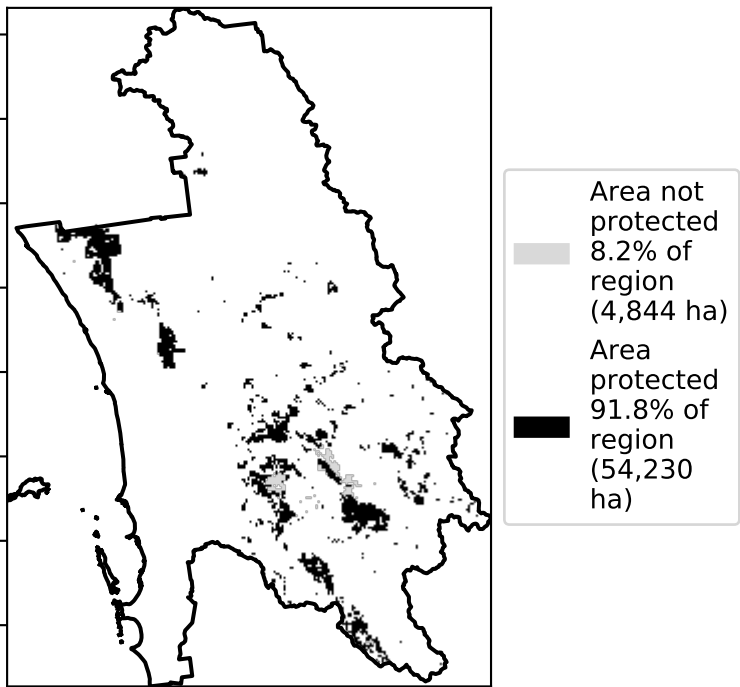 Area not
protected
8.2% of
region
(4,844 ha)
Area
protected
91.8% of
region
(54,230
ha)